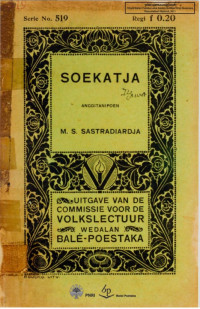 Serie No. 519 Regi f 0.20
SOEKATJA
ANGGITANIPOEN
M. S. SASTRADIARDJA
UITGAVE VAN DE
COMMISSIE VOOR DE
VOLKSLECTUUR
WEDALAN
BALÉ-POESTAKA
PNRI